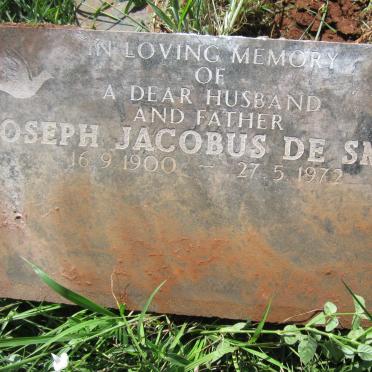 IN LOVING MEMORY
OF
A DEAR HUSBAND
AND FATHER
OSEPH JACOBUS DE SM
16.9.1900 — 27.5.1972